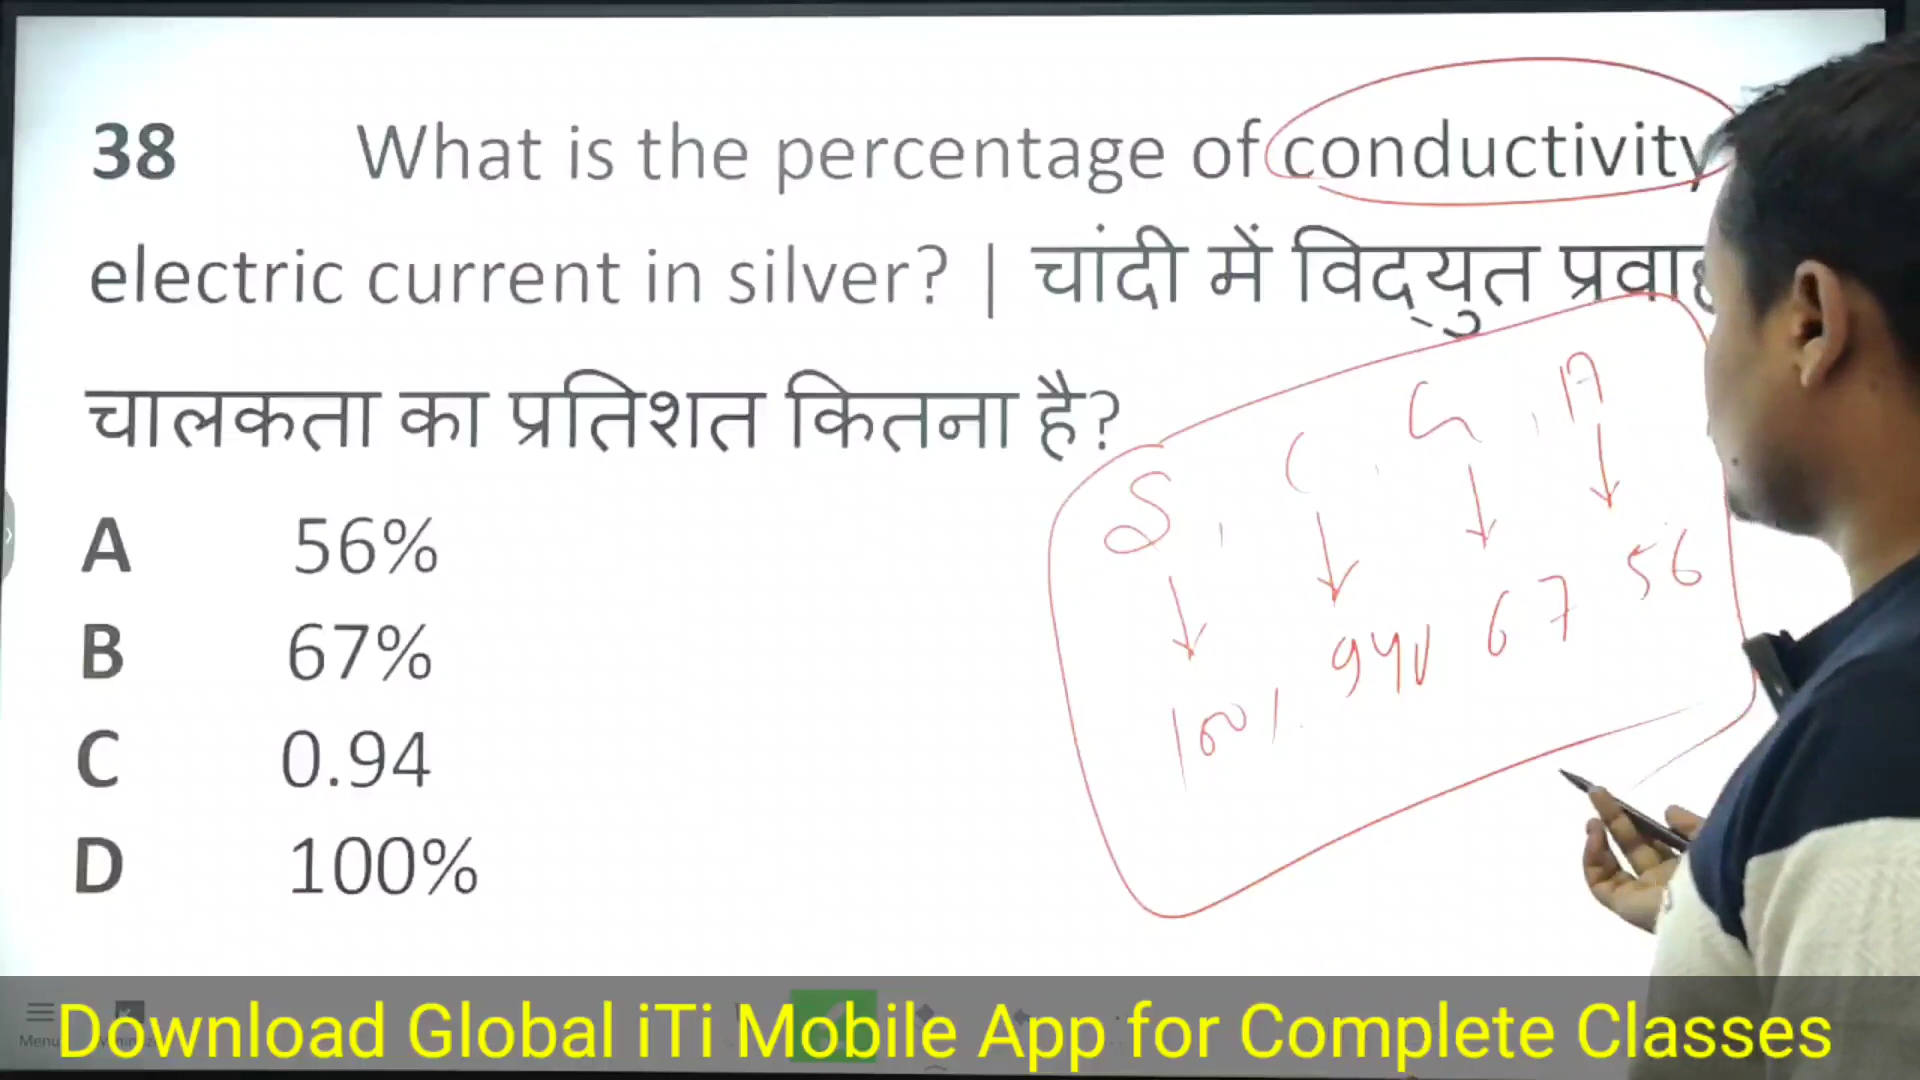 38 What is the percentage of conductivity
electric current in silver? | चांदी में विद्युत प्रवाह
चालकता का प्रतिशत कितना है?
A 56%
B 67%
C 0.94
D 100%
S, C, G, A
100%. 94% 67 56
Menu
Download Global iTi Mobile App for Complete Classes